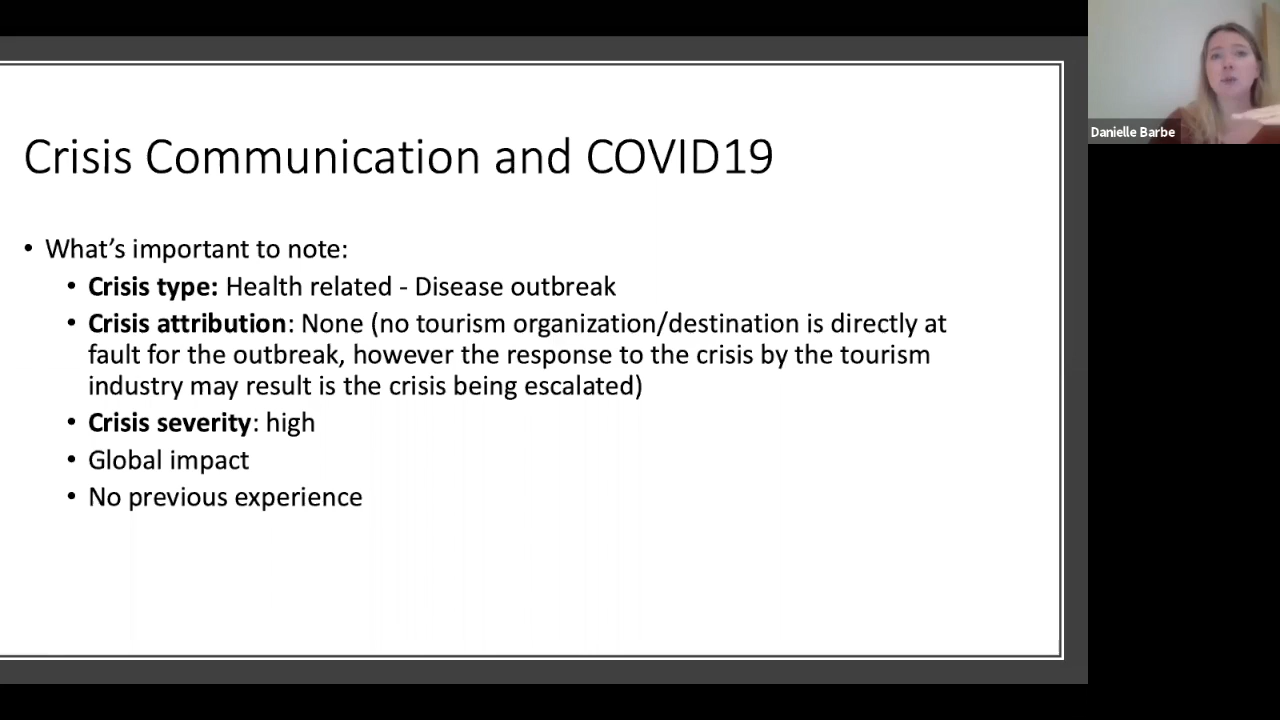 Crisis Communication and COVID19
• What's important to note:
• Crisis type: Health related - Disease outbreak
• Crisis attribution: None (no tourism organization/destination is directly at
fault for the outbreak, however the response to the crisis by the tourism
industry may result is the crisis being escalated)
• Crisis severity: high
• Global impact
• No previous experience
Danielle Barbe